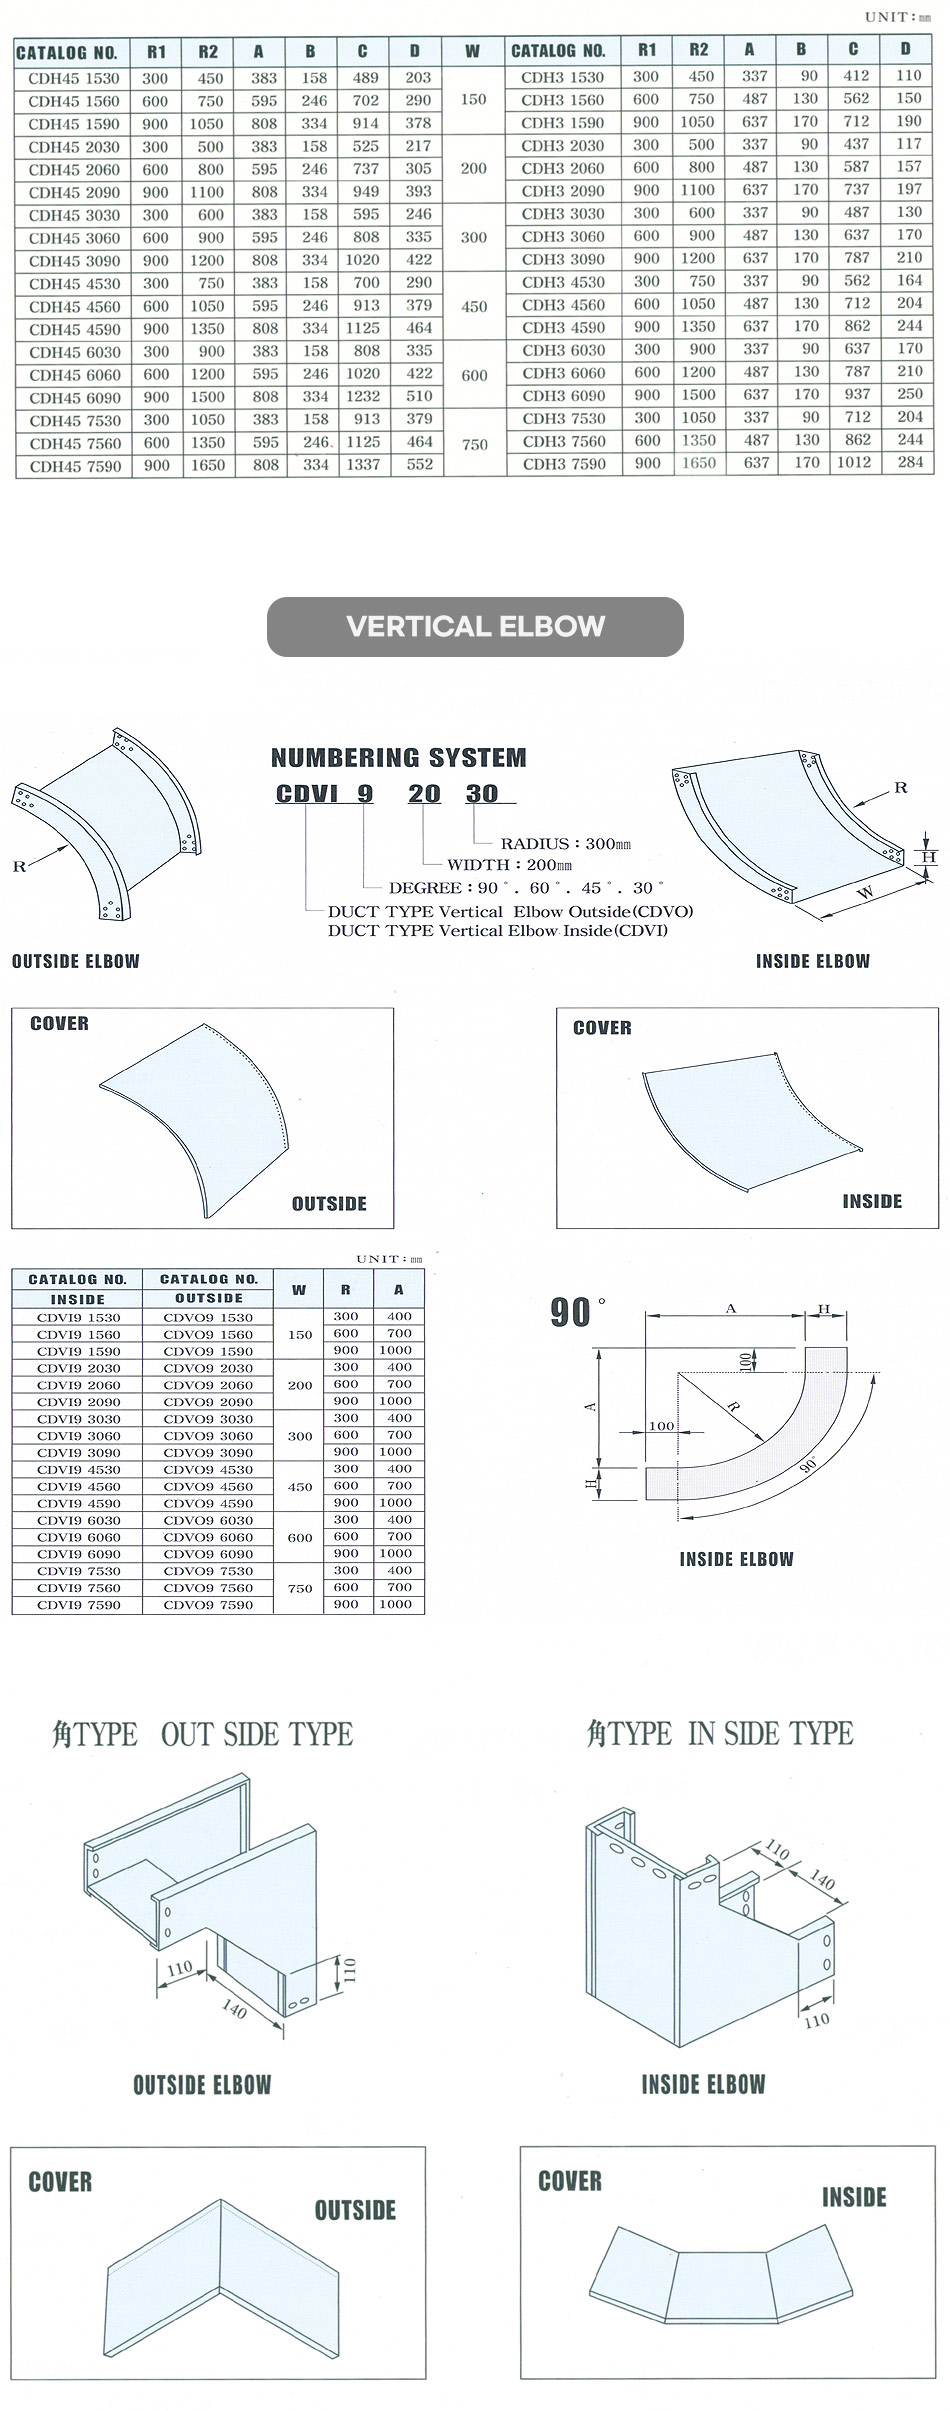 UNIT : ㎜
CATALOG NO. R1 R2 A B C D W CATALOG NO. R1 R2 A B C D
CDH45 1530 300 450 383 158 489 203 150 CDH3 1530 300 450 337 90 412 110
CDH45 1560 600 750 595 246 702 290 CDH3 1560 600 750 487 130 562 150
CDH45 1590 900 1050 808 334 914 378 CDH3 1590 900 1050 637 170 712 190
CDH45 2030 300 500 383 158 525 217 200 CDH3 2030 300 500 337 90 437 117
CDH45 2060 600 800 595 246 737 305 CDH3 2060 600 800 487 130 587 157
CDH45 2090 900 1100 808 334 949 393 CDH3 2090 900 1100 637 170 737 197
CDH45 3030 300 600 383 158 595 246 300 CDH3 3030 300 600 337 90 487 130
CDH45 3060 600 900 595 246 808 335 CDH3 3060 600 900 487 130 637 170
CDH45 3090 900 1200 808 334 1020 422 CDH3 3090 900 1200 637 170 787 210
CDH45 4530 300 750 383 158 700 290 450 CDH3 4530 300 750 337 90 562 164
CDH45 4560 600 1050 595 246 913 379 CDH3 4560 600 1050 487 130 712 204
CDH45 4590 900 1350 808 334 1125 464 CDH3 4590 900 1350 637 170 862 244
CDH45 6030 300 900 383 158 808 335 600 CDH3 6030 300 900 337 90 637 170
CDH45 6060 600 1200 595 246 1020 422 CDH3 6060 600 1200 487 130 787 210
CDH45 6090 900 1500 808 334 1232 510 CDH3 6090 900 1500 637 170 937 250
CDH45 7530 300 1050 383 158 913 379 750 CDH3 7530 300 1050 337 90 712 204
CDH45 7560 600 1350 595 246 1125 464 CDH3 7560 600 1350 487 130 862 244
CDH45 7590 900 1650 808 334 1337 552 CDH3 7590 900 1650 637 170 1012 284
VERTICAL ELBOW
NUMBERING SYSTEM
CDVI 9 20 30
RADIUS : 300㎜
WIDTH : 200㎜
DEGREE : 90°. 60°. 45°. 30°
DUCT TYPE Vertical Elbow Outside(CDVO)
DUCT TYPE Vertical Elbow Inside(CDVI)
R
R
H
W
OUTSIDE ELBOW
INSIDE ELBOW
COVER
OUTSIDE
COVER
INSIDE
UNIT : ㎜
CATALOG NO. CATALOG NO. W R A
INSIDE OUTSIDE
CDVI9 1530 CDVO9 1530 150 300 400
CDVI9 1560 CDVO9 1560 600 700
CDVI9 1590 CDVO9 1590 900 1000
CDVI9 2030 CDVO9 2030 200 300 400
CDVI9 2060 CDVO9 2060 600 700
CDVI9 2090 CDVO9 2090 900 1000
CDVI9 3030 CDVO9 3030 300 300 400
CDVI9 3060 CDVO9 3060 600 700
CDVI9 3090 CDVO9 3090 900 1000
CDVI9 4530 CDVO9 4530 450 300 400
CDVI9 4560 CDVO9 4560 600 700
CDVI9 4590 CDVO9 4590 900 1000
CDVI9 6030 CDVO9 6030 600 300 400
CDVI9 6060 CDVO9 6060 600 700
CDVI9 6090 CDVO9 6090 900 1000
CDVI9 7530 CDVO9 7530 750 300 400
CDVI9 7560 CDVO9 7560 600 700
CDVI9 7590 CDVO9 7590 900 1000
90°
A H
100
A
R
100
90°
H
INSIDE ELBOW
角TYPE OUT SIDE TYPE
110
140
110
OUTSIDE ELBOW
角TYPE IN SIDE TYPE
110
140
110
INSIDE ELBOW
COVER
OUTSIDE
COVER
INSIDE